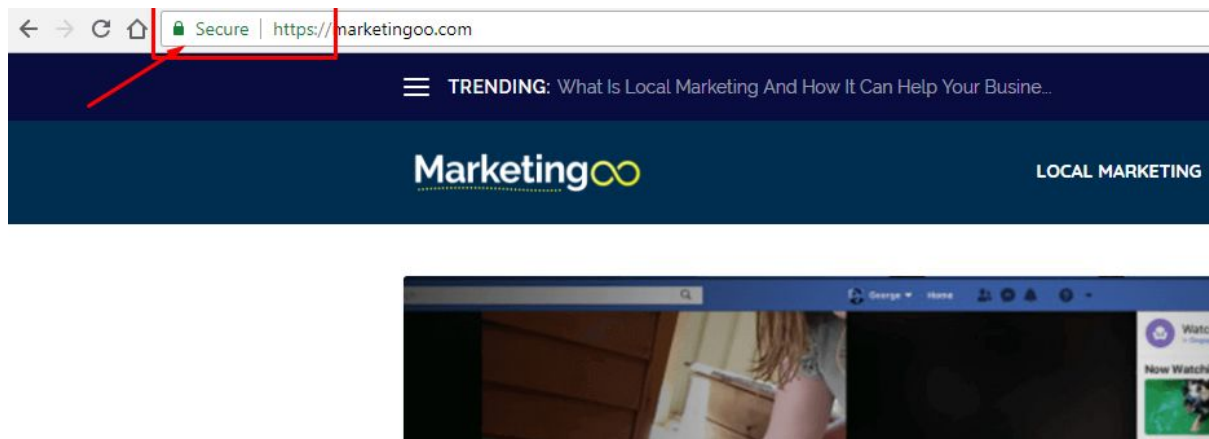 Secure | https://marketingoo.com
TRENDING: What Is Local Marketing And How It Can Help Your Busine...
Marketingoo
LOCAL MARKETING
George Home
Now Watchi